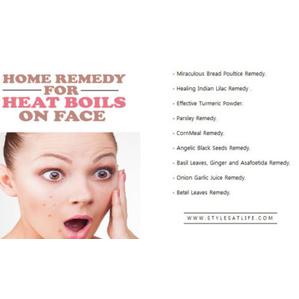 HOME REMEDY
FOR
HEAT BOILS
ON FACE
- Miraculous Bread Poultice Remedy.
- Healing Indian Lilac Remedy .
- Effective Turmeric Powder.
- Parsley Remedy.
- CornMeal Remedy.
- Angelic Black Seeds Remedy.
- Basil Leaves, Ginger and Asafoetida Remedy.
- Onion Garlic Juice Remedy.
- Betel Leaves Remedy.
WWW.STYLESATLIFE.COM